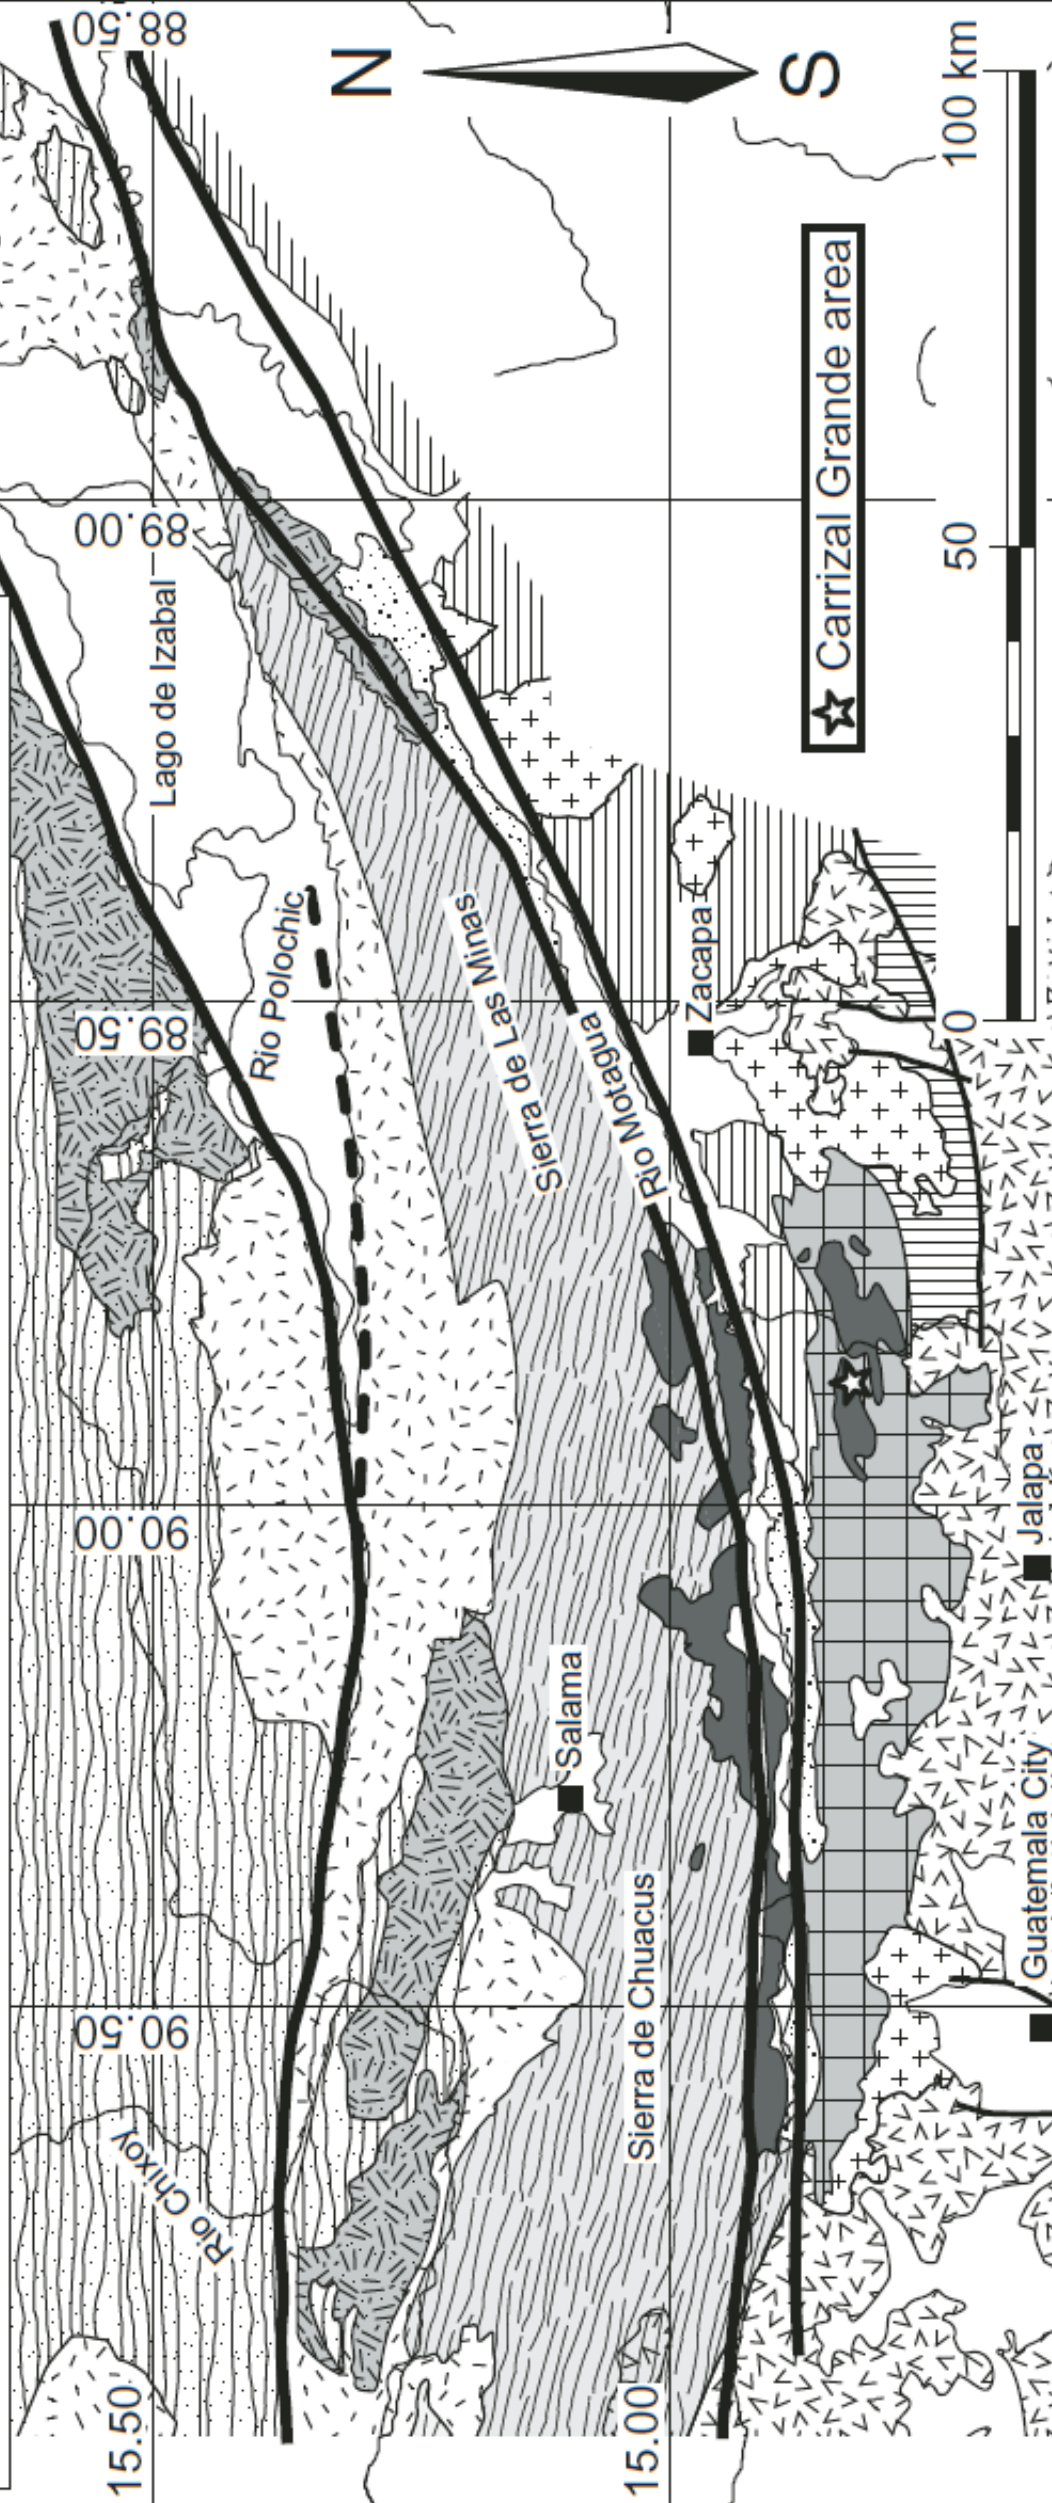 15.50
90.50
90.00
89.50
89.00
88.50
Rio Chixoy
Lago de Izabal
Rio Polochic
N
S
Sierra de Las Minas
Salama
Rio Motagua
15.00
Sierra de Chuacus
Zacapa
Carrizal Grande area
0
50
100 km
Guatemala City
Jalapa